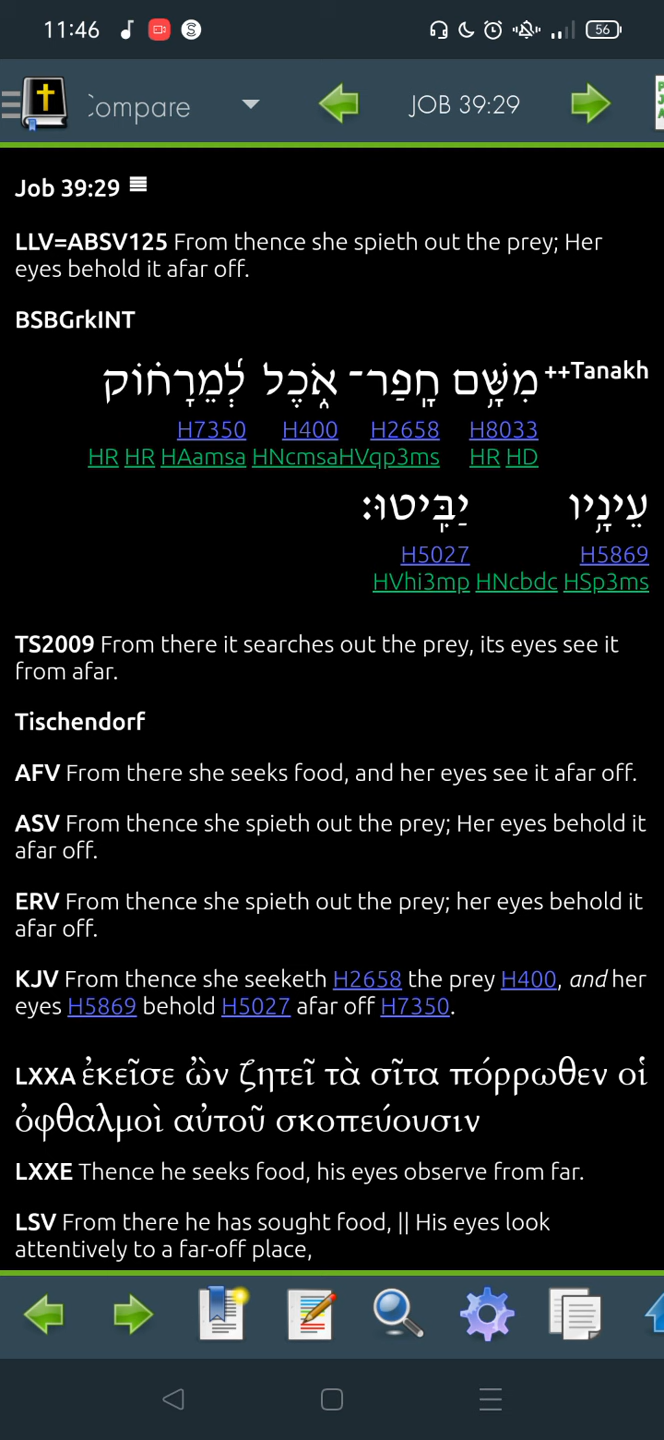 11:46
56
Compare
JOB 39:29
Job 39:29
LLV=ABSV125 From thence she spieth out the prey; Her
eyes behold it afar off.
BSBGrkINT
++Tanakh מִשָּׁ֥ם חָֽפַר־ אֹ֑כֶל לְ֝מֵרָח֗וֹק
H7350 H400 H2658 H8033
HR HR HAamsa HNcmsa HVqp3ms HR HD
עֵינָ֥יו יַבִּֽיטוּ׃
H5027 H5869
HVhi3mp HNcbdc HSp3ms
TS2009 From there it searches out the prey, its eyes see it
from afar.
Tischendorf
AFV From there she seeks food, and her eyes see it afar off.
ASV From thence she spieth out the prey; Her eyes behold it
afar off.
ERV From thence she spieth out the prey; her eyes behold it
afar off.
KJV From thence she seeketh H2658 the prey H400, and her
eyes H5869 behold H5027 afar off H7350.
LXXA ἐκεῖσε ὢν ζητεῖ τὰ σῖτα πόρρωθεν οἱ
ὀφθαλμοὶ αὐτοῦ σκοπεύουσιν
LXXE Thence he seeks food, his eyes observe from far.
LSV From there he has sought food, || His eyes look
attentively to a far-off place,